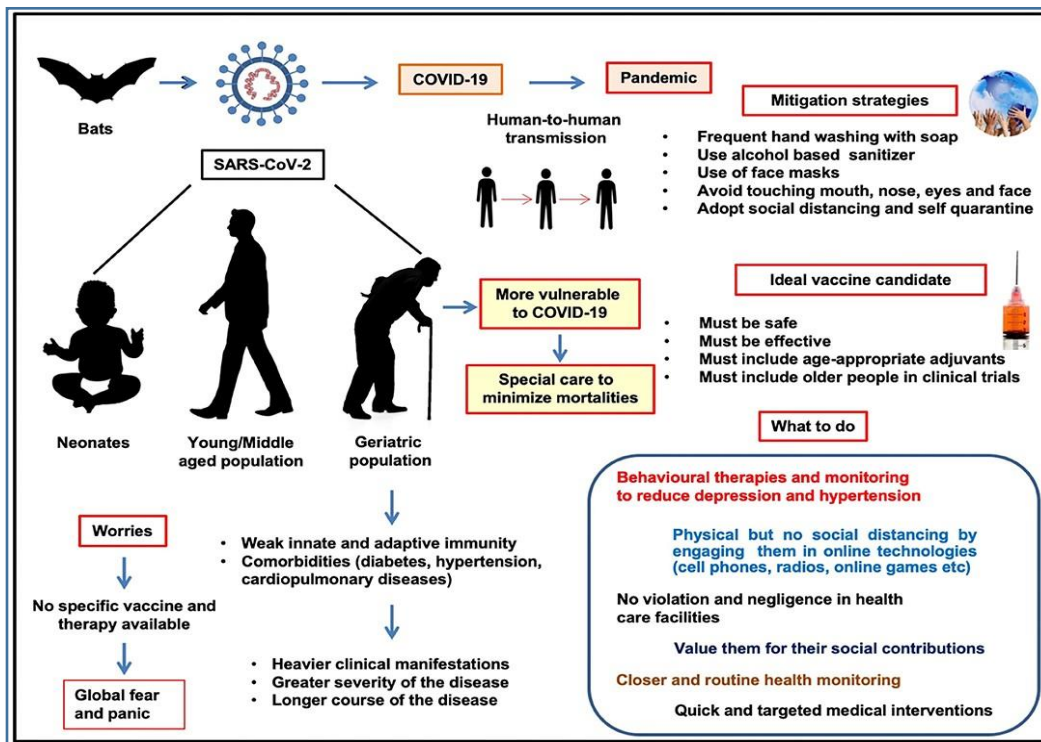 Bats
COVID-19
Pandemic
SARS-CoV-2
Human-to-human
transmission
Mitigation strategies
• Frequent hand washing with soap
• Use alcohol based sanitizer
• Use of face masks
• Avoid touching mouth, nose, eyes and face
• Adopt social distancing and self quarantine
Neonates
Young/Middle
aged population
Geriatric
population
More vulnerable
to COVID-19
Special care to
minimize mortalities
Ideal vaccine candidate
• Must be safe
• Must be effective
• Must include age-appropriate adjuvants
• Must include older people in clinical trials
Worries
No specific vaccine and
therapy available
Global fear
and panic
• Weak innate and adaptive immunity
• Comorbidities (diabetes, hypertension,
cardiopulmonary diseases)
• Heavier clinical manifestations
• Greater severity of the disease
• Longer course of the disease
What to do
Behavioural therapies and monitoring
to reduce depression and hypertension
Physical but no social distancing by
engaging them in online technologies
(cell phones, radios, online games etc)
No violation and negligence in health
care facilities
Value them for their social contributions
Closer and routine health monitoring
Quick and targeted medical interventions